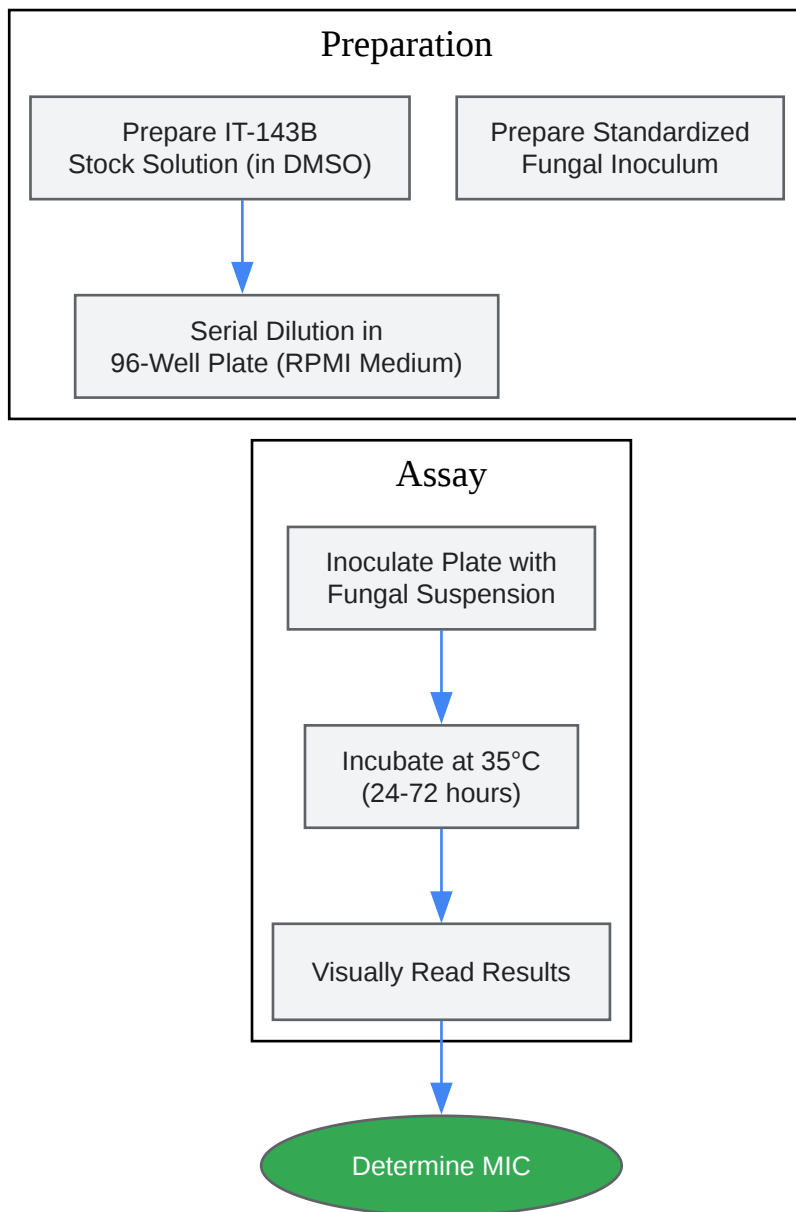 Preparation
Prepare IT-143B
Stock Solution (in DMSO)
Prepare Standardized
Fungal Inoculum
Serial Dilution in
96-Well Plate (RPMI Medium)
Assay
Inoculate Plate with
Fungal Suspension
Incubate at 35°C
(24-72 hours)
Visually Read Results
Determine MIC